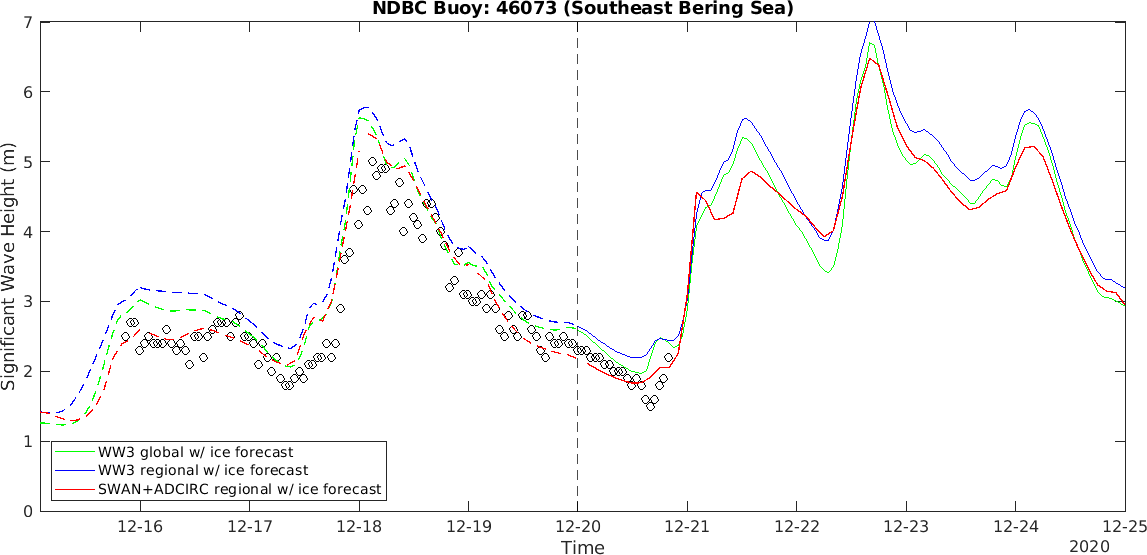 NDBC Buoy: 46073 (Southeast Bering Sea)
7
6
5
4
3
2
1
0
Significant Wave Height (m)
WW3 global w/ ice forecast
WW3 regional w/ ice forecast
SWAN+ADCIRC regional w/ ice forecast
12-16 12-17 12-18 12-19 12-20 12-21 12-22 12-23 12-24 12-25
Time
2020